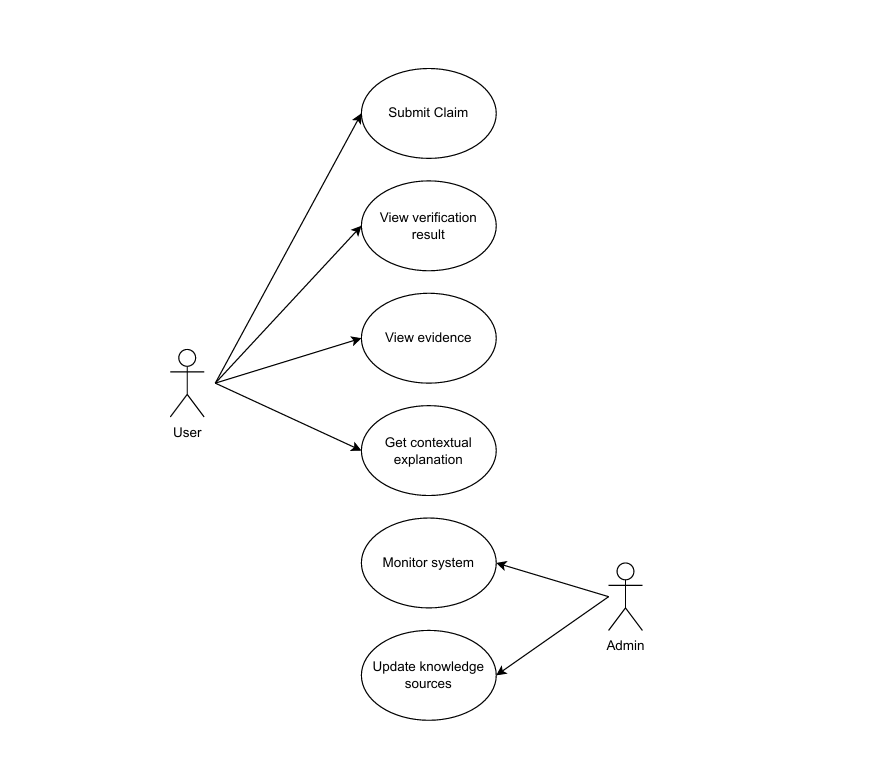 Submit Claim
View verification
result
View evidence
User
Get contextual
explanation
Monitor system
Admin
Update knowledge
sources